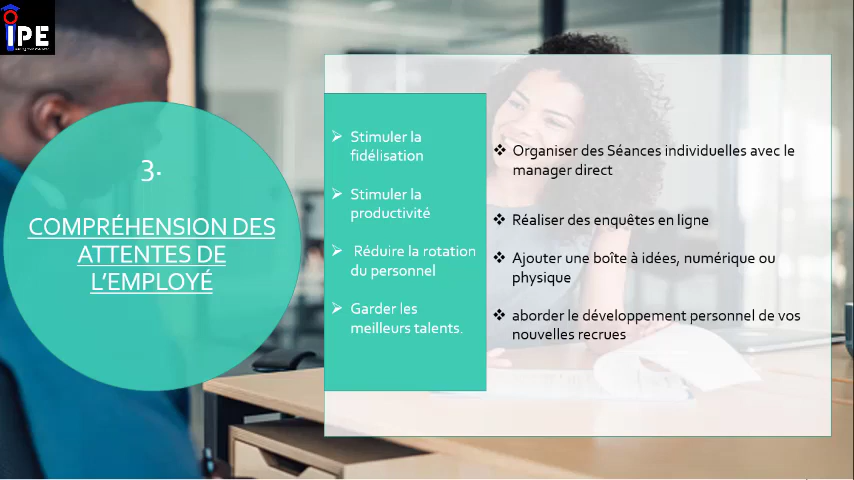 IPE
3.
COMPRÉHENSION DES
ATTENTES DE
L'EMPLOYÉ
➢ Stimuler la
fidélisation
➢ Stimuler la
productivité
➢ Réduire la rotation
du personnel
➢ Garder les
meilleurs talents.
❖ Organiser des Séances individuelles avec le
manager direct
❖ Réaliser des enquêtes en ligne
❖ Ajouter une boîte à idées, numérique ou
physique
❖ aborder le développement personnel de vos
nouvelles recrues